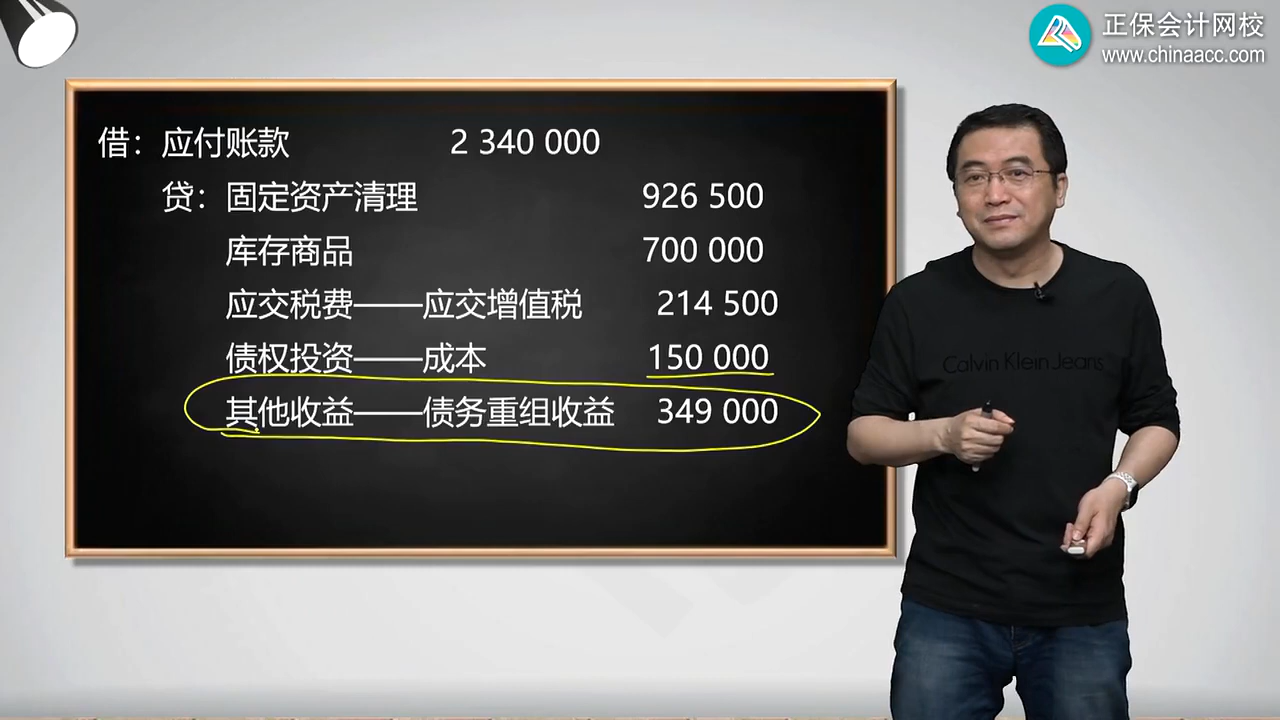 正保会计网校
www.chinaacc.com
借：应付账款 2 340 000
贷：固定资产清理 926 500
库存商品 700 000
应交税费——应交增值税 214 500
债权投资——成本 150 000
其他收益——债务重组收益 349 000
Calvin Klein Jeans